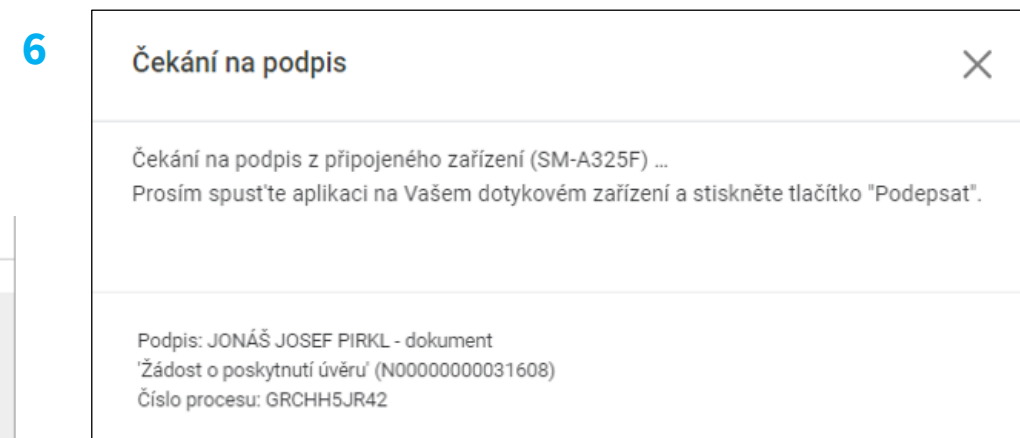 6
Čekání na podpis
Čekání na podpis z připojeného zařízení (SM-A325F) ...
Prosím spusťte aplikaci na Vašem dotykovém zařízení a stiskněte tlačítko "Podepsat".
Podpis: JONÁŠ JOSEF PIRKL - dokument
'Žádost o poskytnutí úvěru' (N00000000031608)
Číslo procesu: GRCHH5JR42